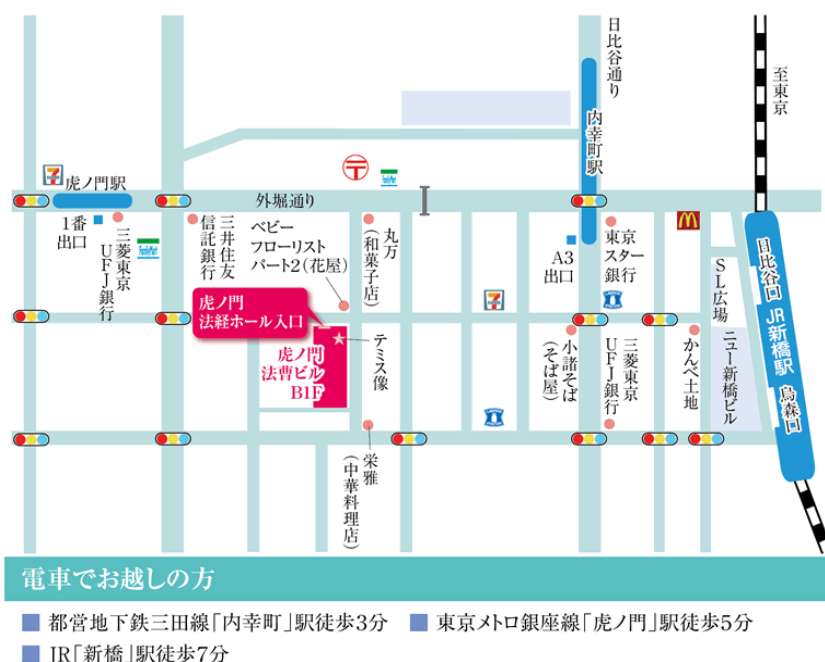 日比谷通り
至東京
内幸町駅
虎ノ門駅
外堀通り
1番
出口
三菱東京
UFJ銀行
FamilyMart
三井住友
信託銀行
ベビー
フローリスト
パート2(花屋)
丸万
(和菓子店)
A3
出口
東京
スター
銀行
SL広場
日比谷口
JR新橋駅
烏森口
虎ノ門
法経ホール入口
虎ノ門
法曹ビル
B1F
テミス像
小諸そば
(そば屋)
三菱東京
UFJ銀行
かんべ土地
ニュー新橋ビル
栄雅
(中華料理店)
電車でお越しの方
都営地下鉄三田線「内幸町」駅徒歩3分
東京メトロ銀座線「虎ノ門」駅徒歩5分
JR「新橋」駅徒歩7分